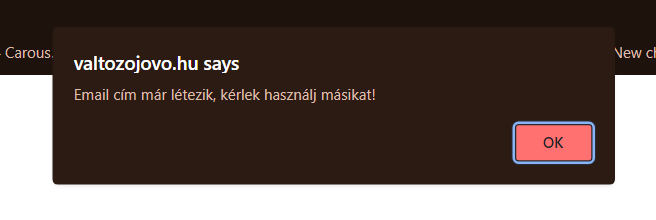 Carous
valtozojovo.hu says
New ch
Email cím már létezik, kérlek használj másikat!
OK